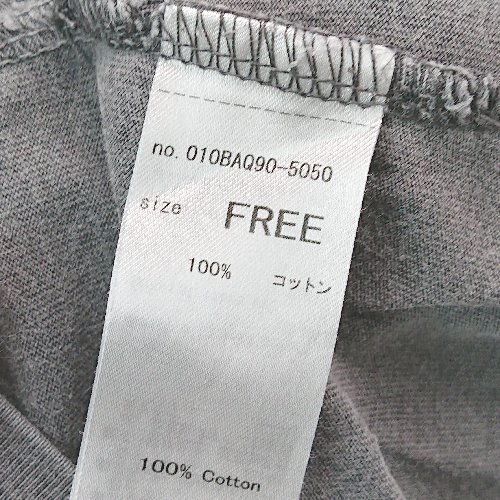 no. 010BAQ90-5050
size FREE
100% コットン
100% Cotton